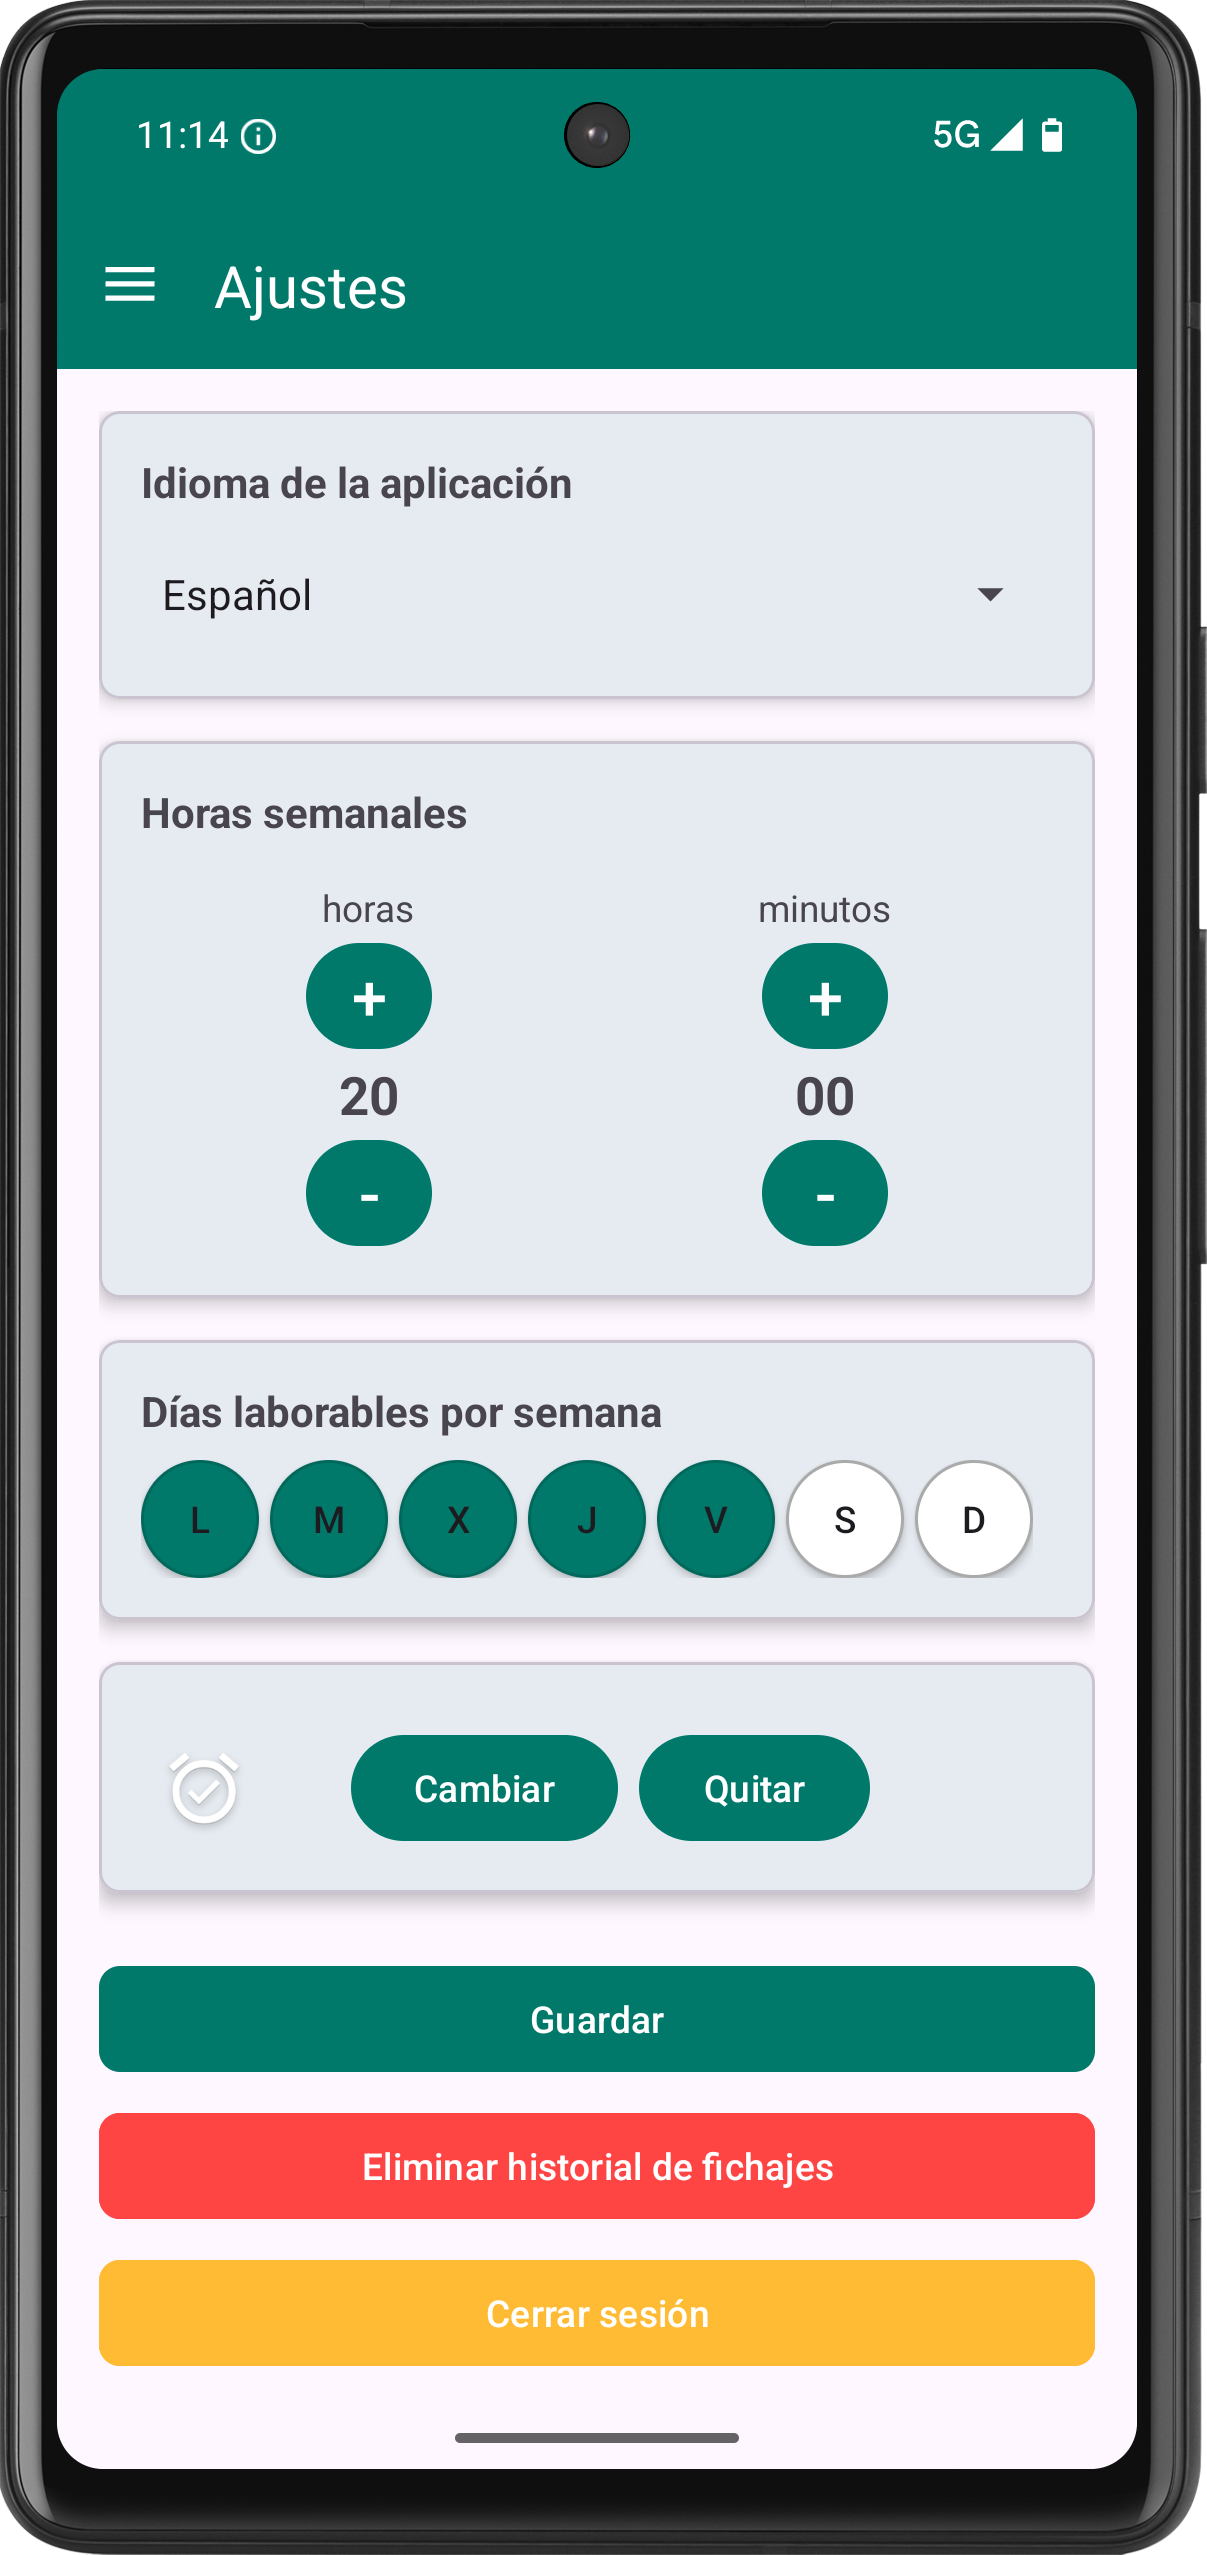 11:14 5G
Ajustes
Idioma de la aplicación
Español
Horas semanales
horas minutos
+ +
20 00
- -
Días laborables por semana
L M X J V S D
Cambiar Quitar
Guardar
Eliminar historial de fichajes
Cerrar sesión